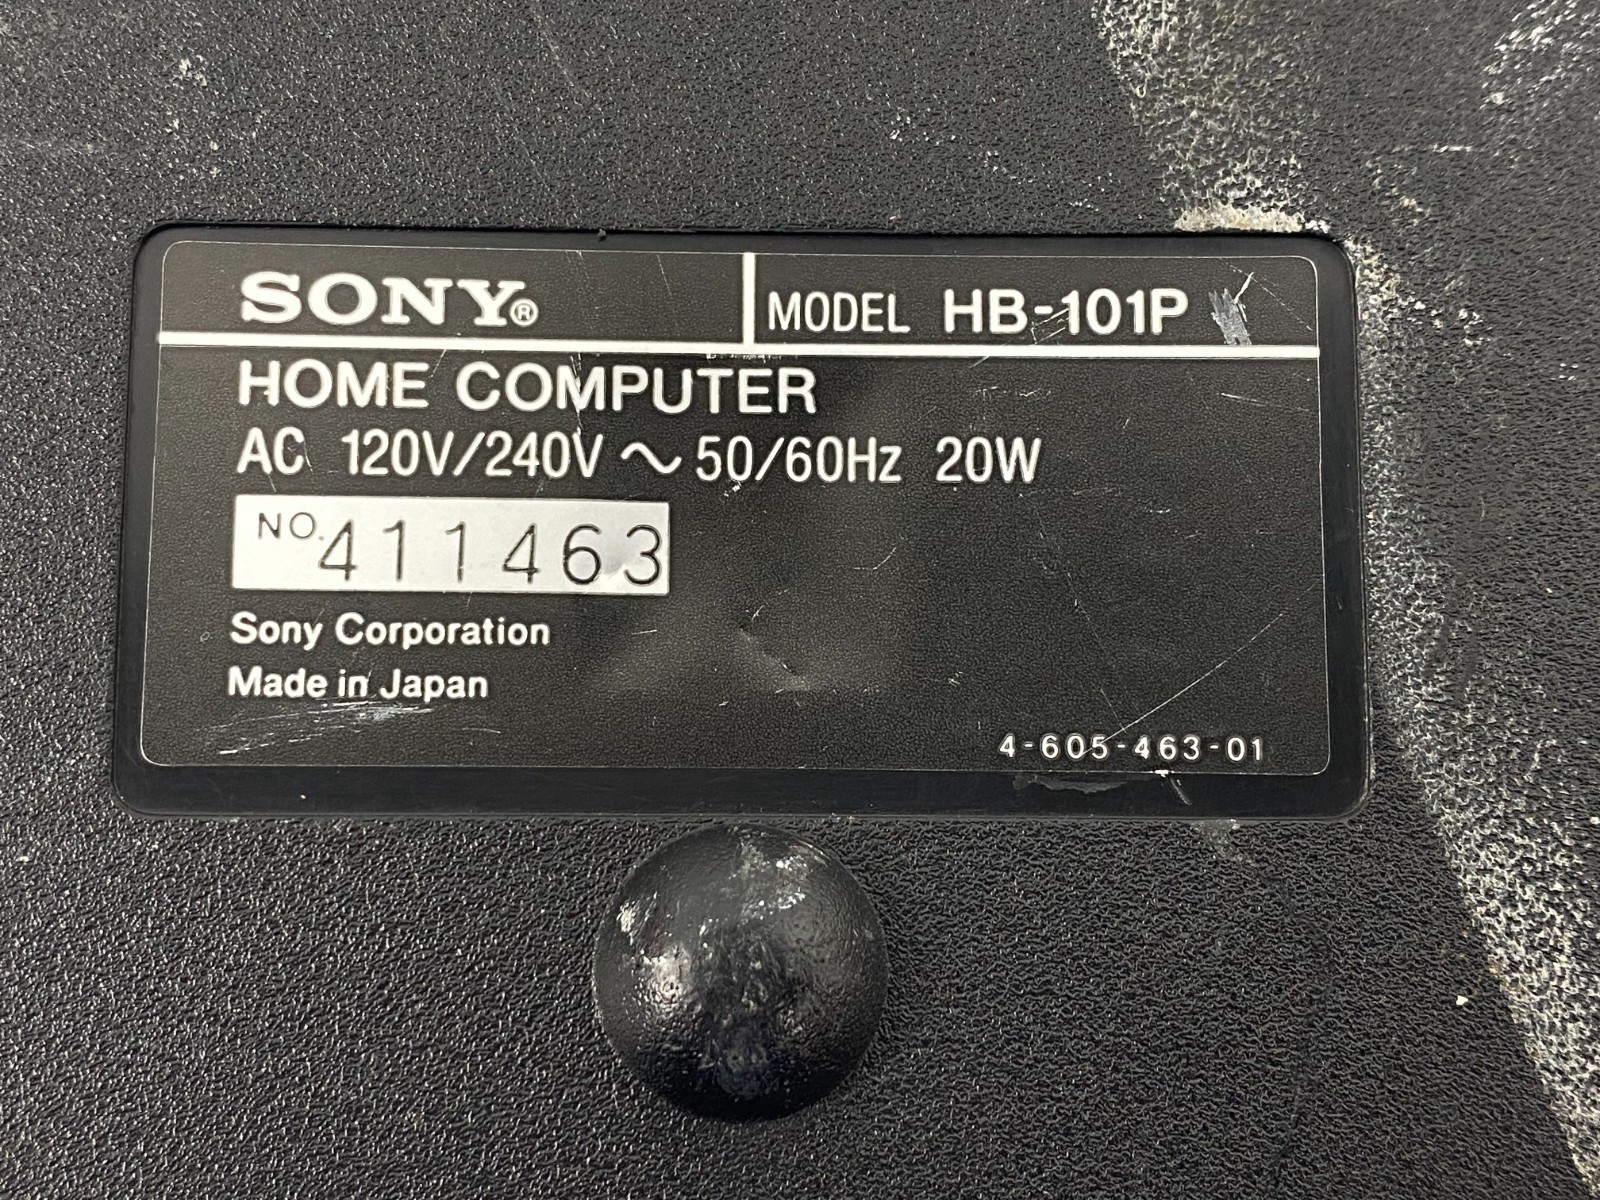 SONY®
MODEL HB-101P
HOME COMPUTER
AC 120V/240V ~ 50/60Hz 20W
NO. 411463
Sony Corporation
Made in Japan
4-605-463-01